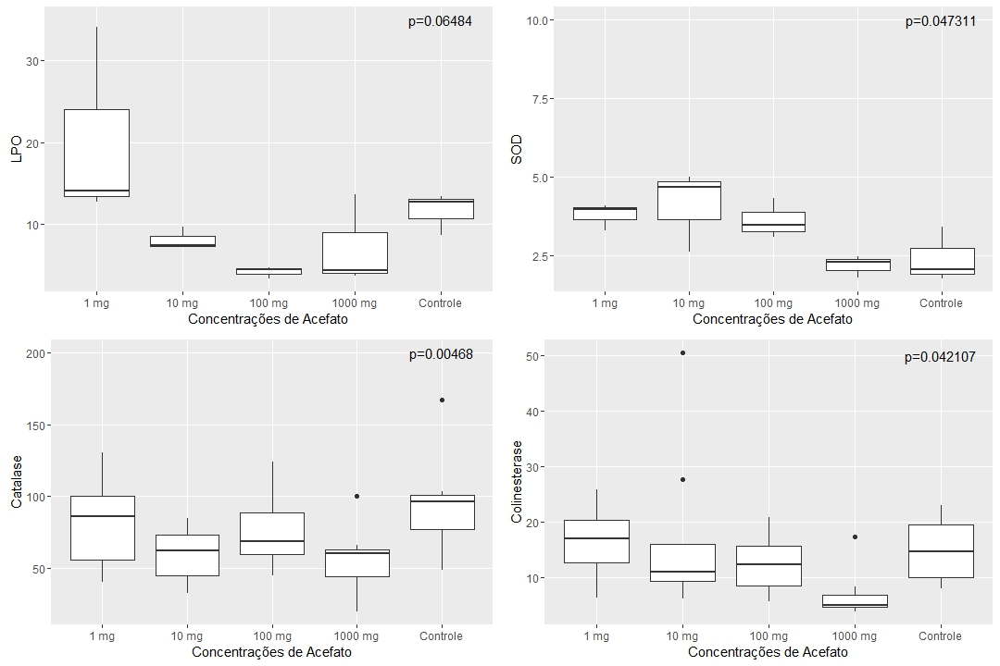 p=0.06484
30
20
10
LPO
1 mg 10 mg 100 mg 1000 mg Controle
Concentrações de Acefato
p=0.047311
10.0
7.5
5.0
2.5
SOD
1 mg 10 mg 100 mg 1000 mg Controle
Concentrações de Acefato
p=0.00468
200
150
100
50
Catalase
1 mg 10 mg 100 mg 1000 mg Controle
Concentrações de Acefato
p=0.042107
50
40
30
20
10
Colinesterase
1 mg 10 mg 100 mg 1000 mg Controle
Concentrações de Acefato